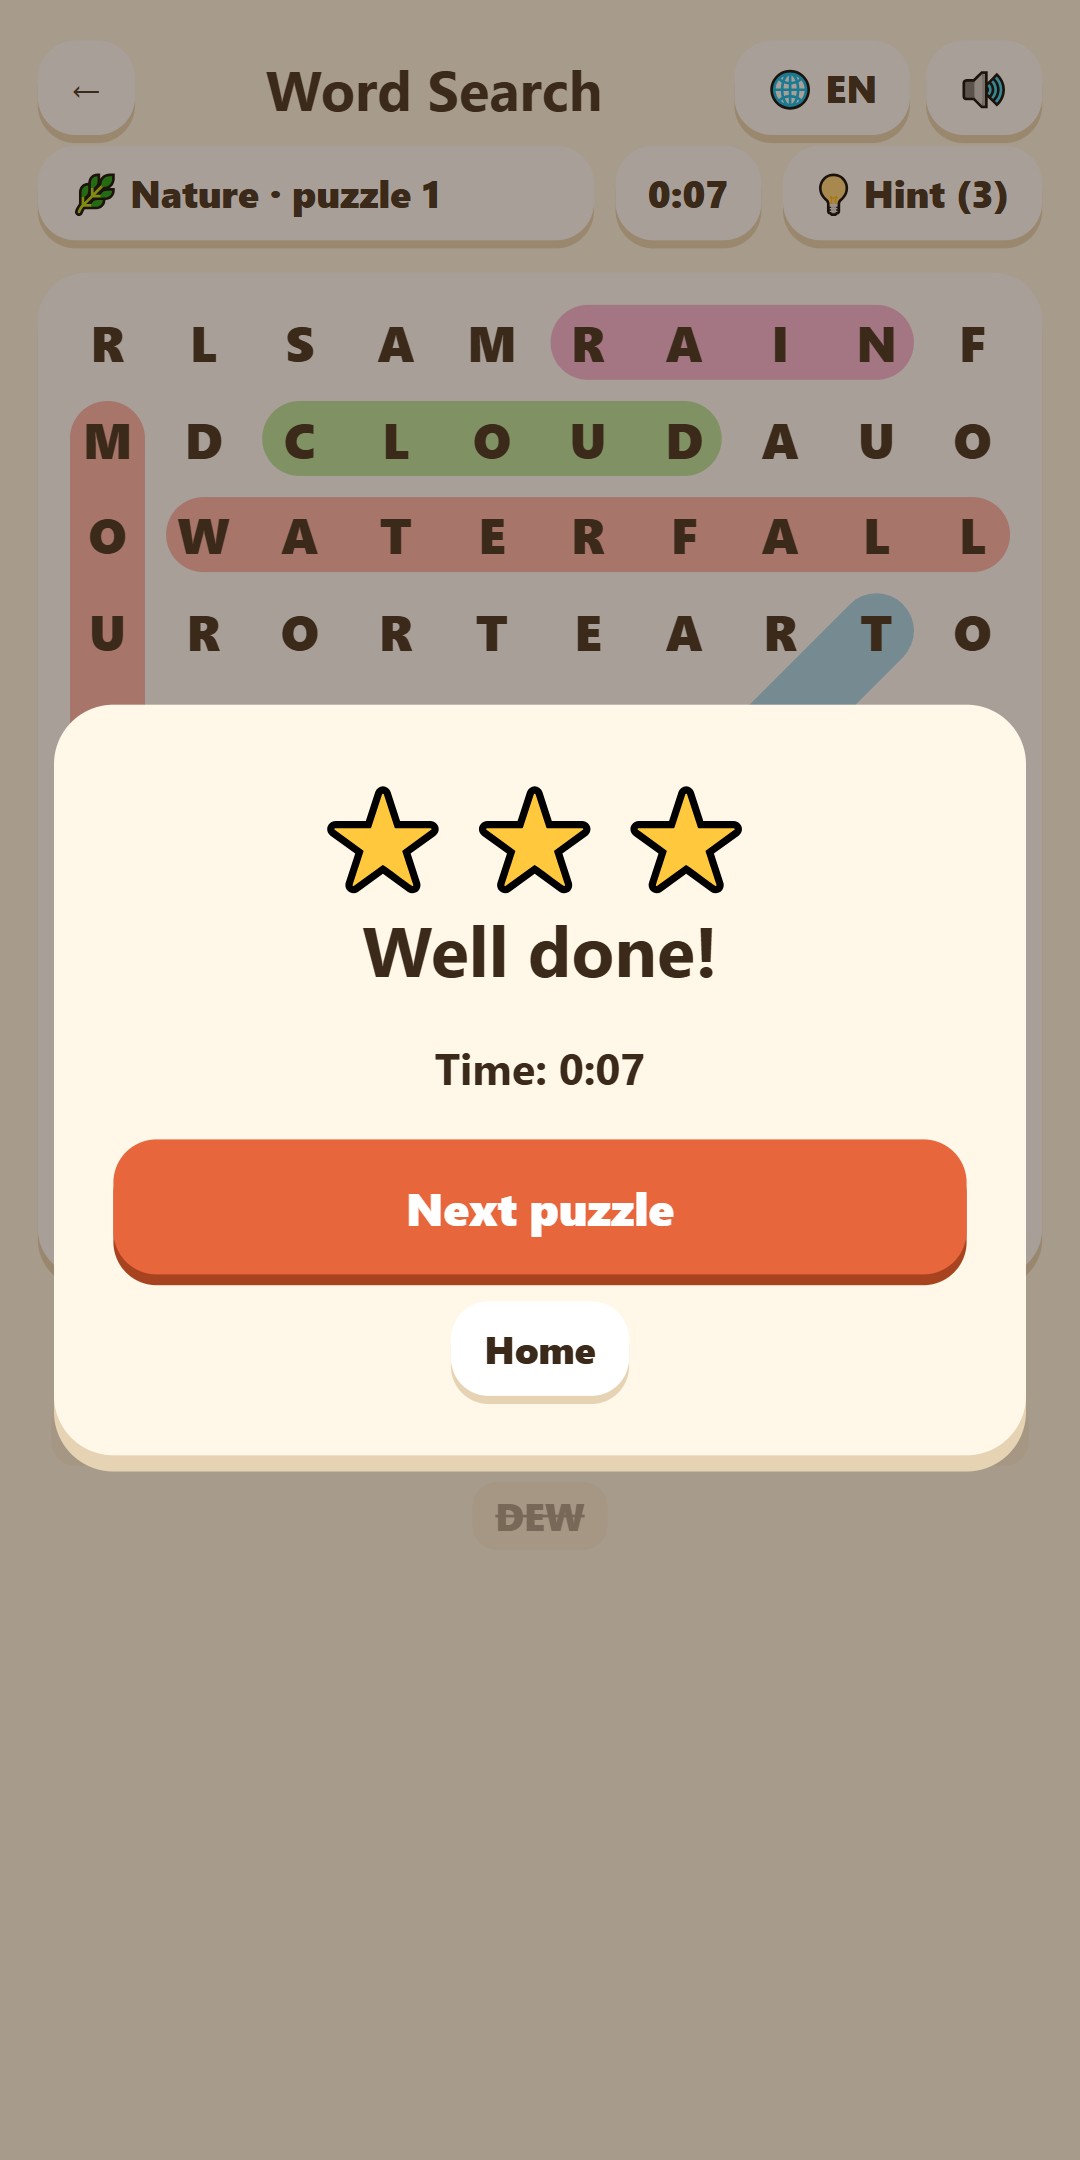 ← Word Search EN
Nature · puzzle 1 0:07 Hint (3)
R L S A M R A I N F
M D C L O U D A U O
O W A T E R F A L L
U R O R T E A R T O
Well done!
Time: 0:07
Next puzzle
Home
DEW